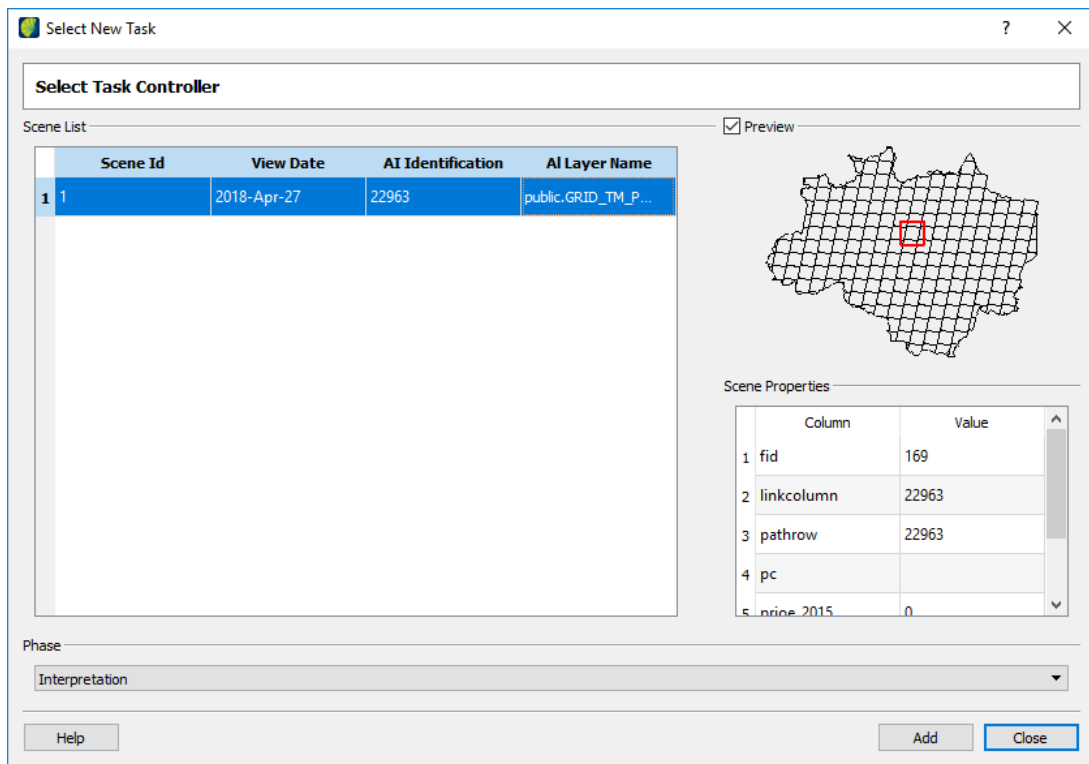 Select New Task
?
Select Task Controller
Scene List
Scene Id View Date AI Identification Al Layer Name
1 1 2018-Apr-27 22963 public.GRID_TM_P...
Preview
Scene Properties
Column Value
1 fid 169
2 linkcolumn 22963
3 pathrow 22963
4 pc
5 prioe_2015 0
Phase
Interpretation
Help Add Close